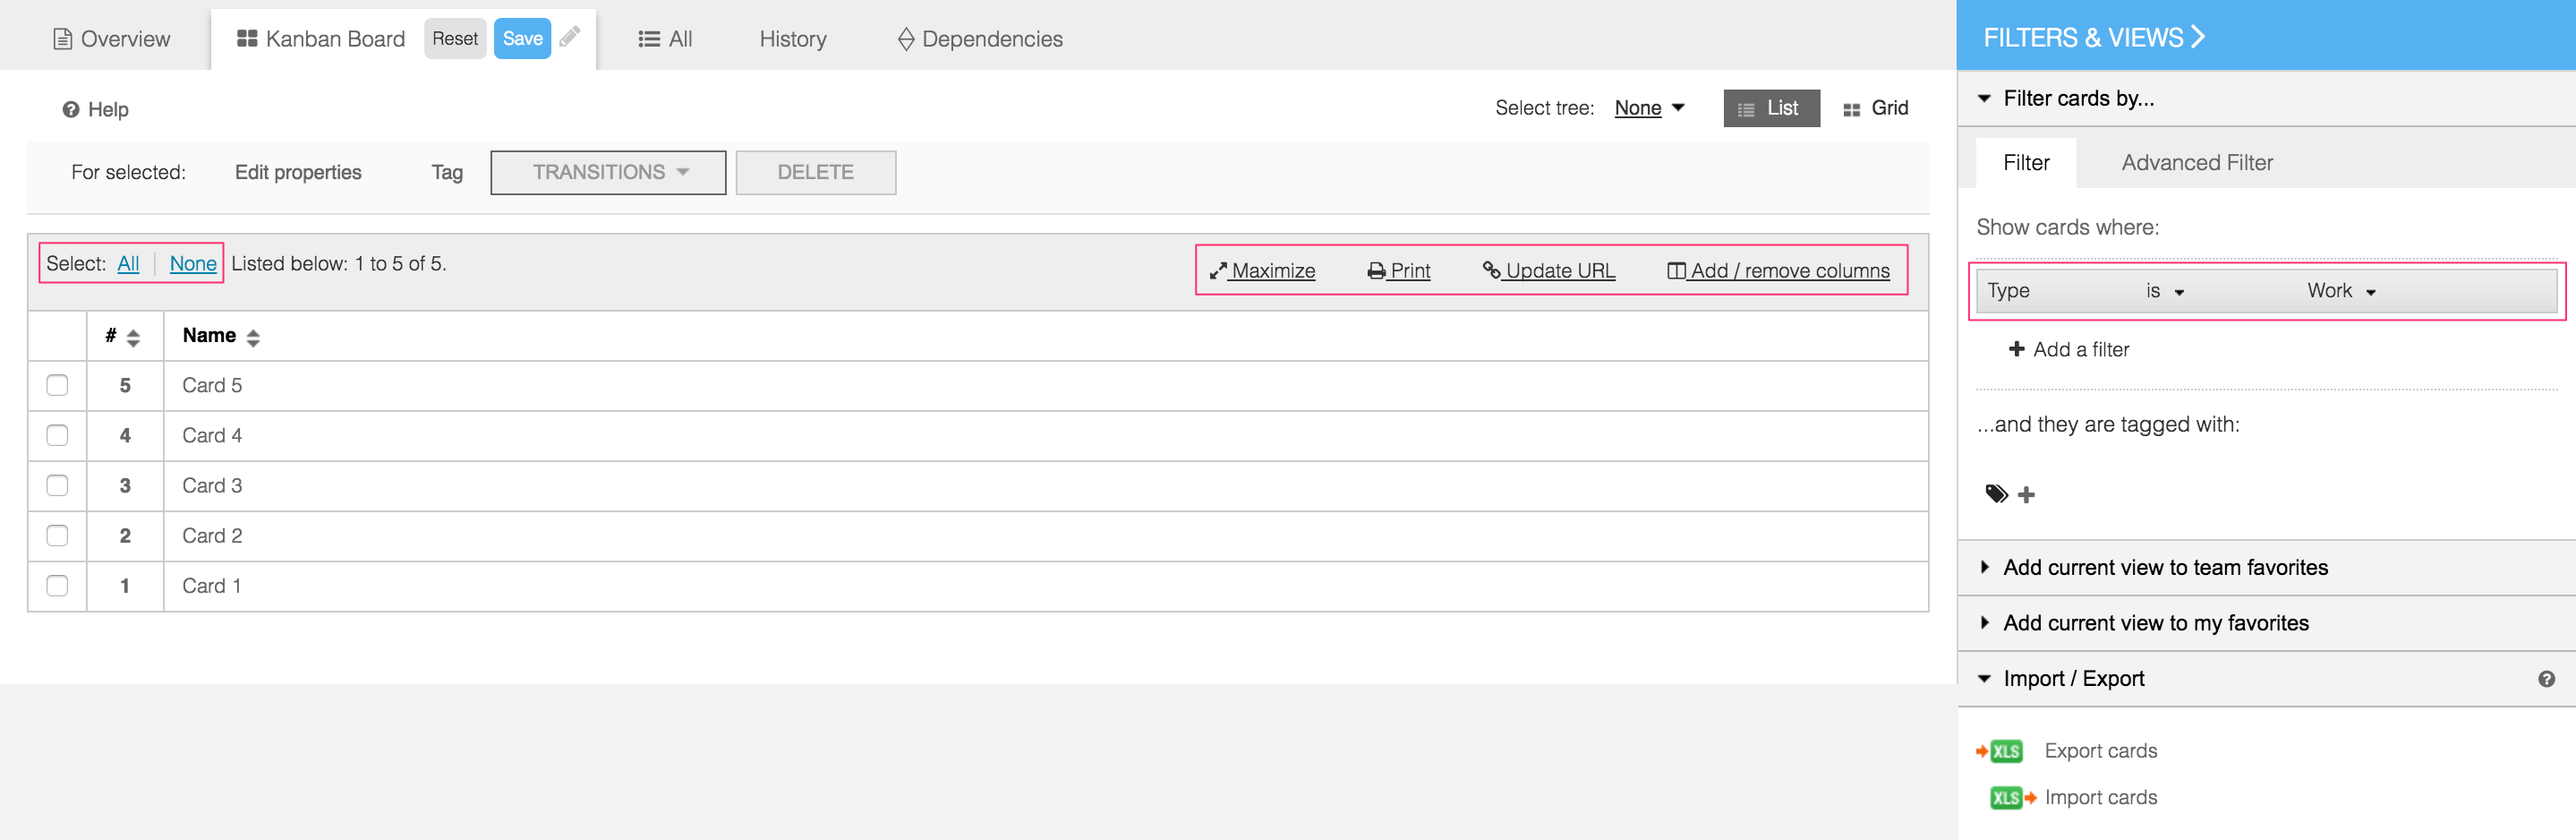 Overview Kanban Board Reset Save All History Dependencies
Help Select tree: None List Grid
For selected: Edit properties Tag TRANSITIONS DELETE
Select: All None Listed below: 1 to 5 of 5. Maximize Print Update URL Add / remove columns
# Name
5 Card 5
4 Card 4
3 Card 3
2 Card 2
1 Card 1
FILTERS & VIEWS
Filter cards by...
Filter Advanced Filter
Show cards where:
Type is Work
Add a filter
...and they are tagged with:
Add current view to team favorites
Add current view to my favorites
Import / Export
XLS Export cards
XLS Import cards